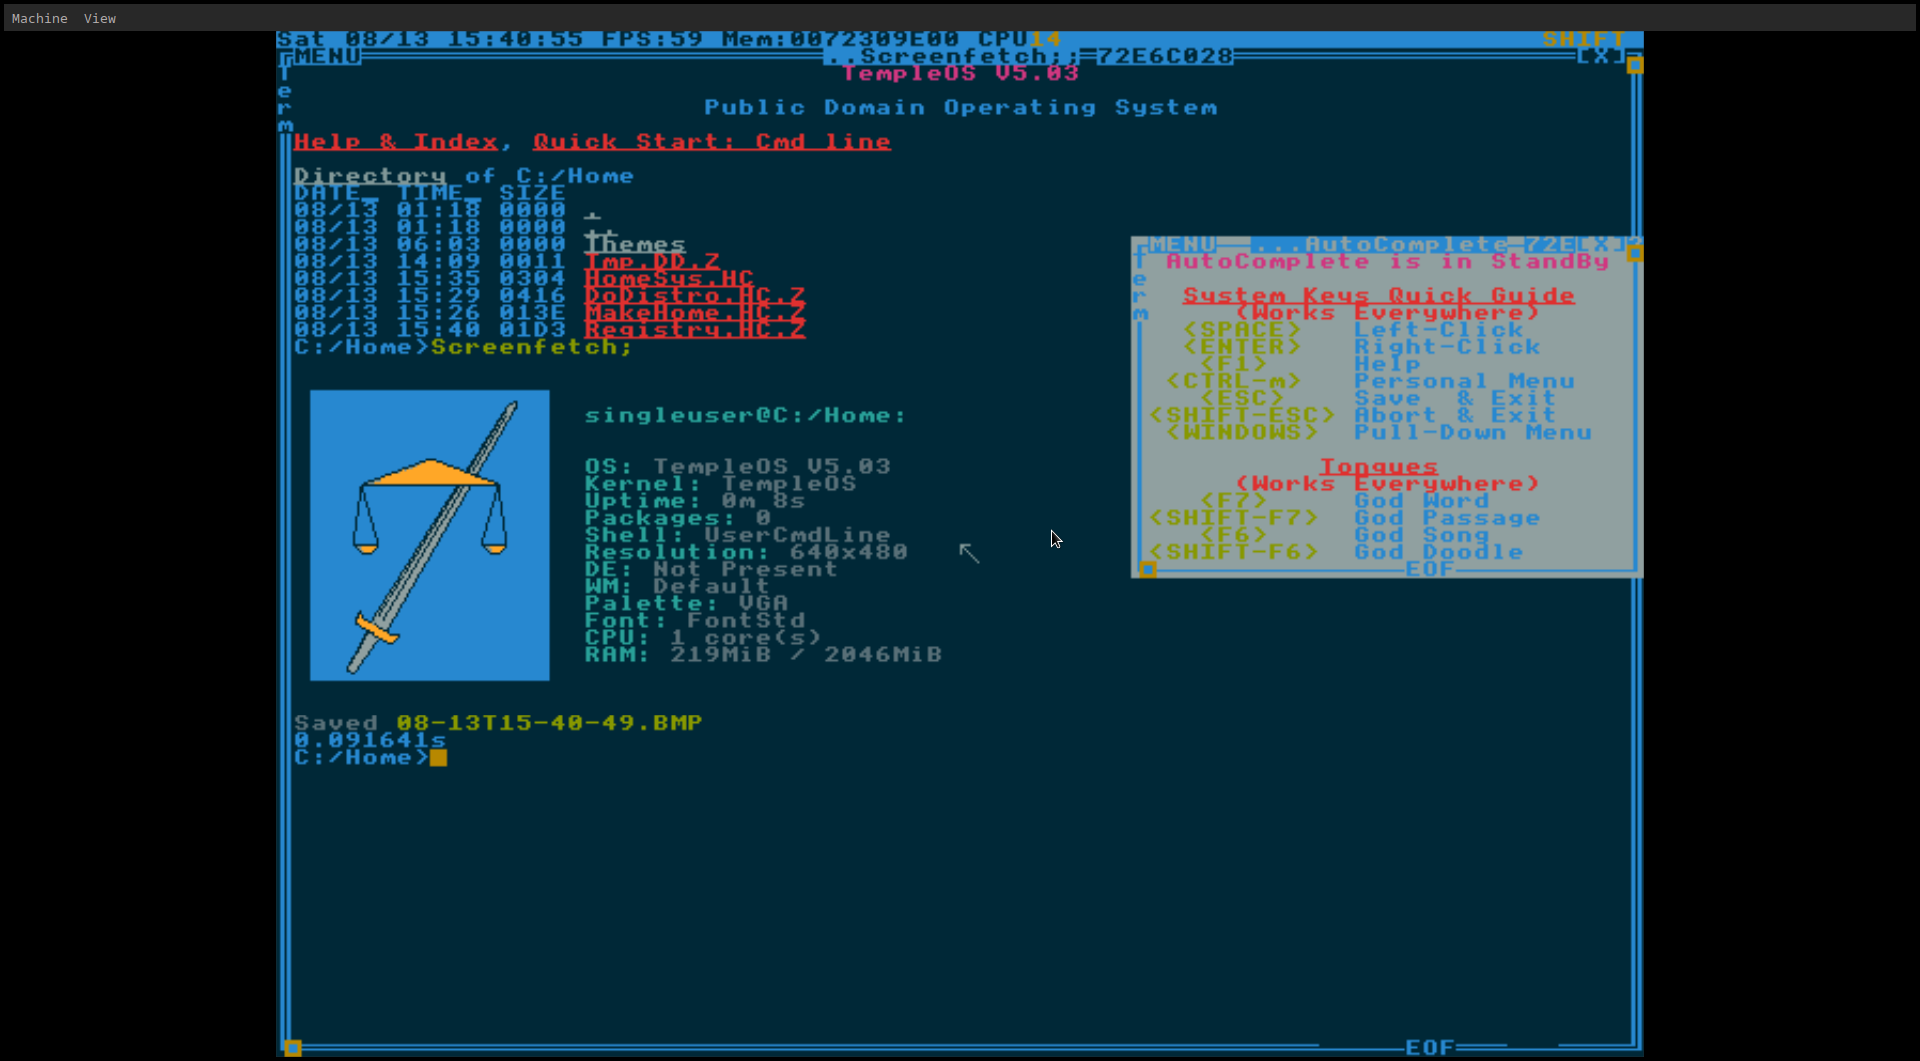 Machine View
Sat 08/13 15:40:55 FPS:59 Mem:0072309E00 CPU14 SHIFT
MENU ..Screenfetch;; 72E6C028 [X]
Term
TempleOS V5.03
Public Domain Operating System
Help & Index, Quick Start: Cmd line
Directory of C:/Home
DATE_ TIME_ SIZE
08/13 01:18 0000 .
08/13 01:18 0000 ..
08/13 06:03 0000 Themes
08/13 14:09 0011 Tmp.DD.Z
08/13 15:35 0304 HomeSys.HC
08/13 15:29 0416 DoDistro.HC.Z
08/13 15:26 013E MakeHome.HC.Z
08/13 15:40 01D3 Registry.HC.Z
C:/Home>Screenfetch;
singleuser@C:/Home:
OS: TempleOS V5.03
Kernel: TempleOS
Uptime: 0m 8s
Packages: 0
Shell: UserCmdLine
Resolution: 640x480
DE: Not Present
WM: Default
Palette: VGA
Font: FontStd
CPU: 1 core(s)
RAM: 219MiB / 2046MiB
Saved 08-13T15-40-49.BMP
0.091641s
C:/Home>
EOF
MENU ...AutoComplete 72E[X]
Term
AutoComplete is in StandBy
System Keys Quick Guide
(Works Everywhere)
<SPACE> Left-Click
<ENTER> Right-Click
<F1> Help
<CTRL-m> Personal Menu
<ESC> Save & Exit
<SHIFT-ESC> Abort & Exit
<WINDOWS> Pull-Down Menu
Tongues
(Works Everywhere)
<F7> God Word
<SHIFT-F7> God Passage
<F6> God Song
<SHIFT-F6> God Doodle
EOF